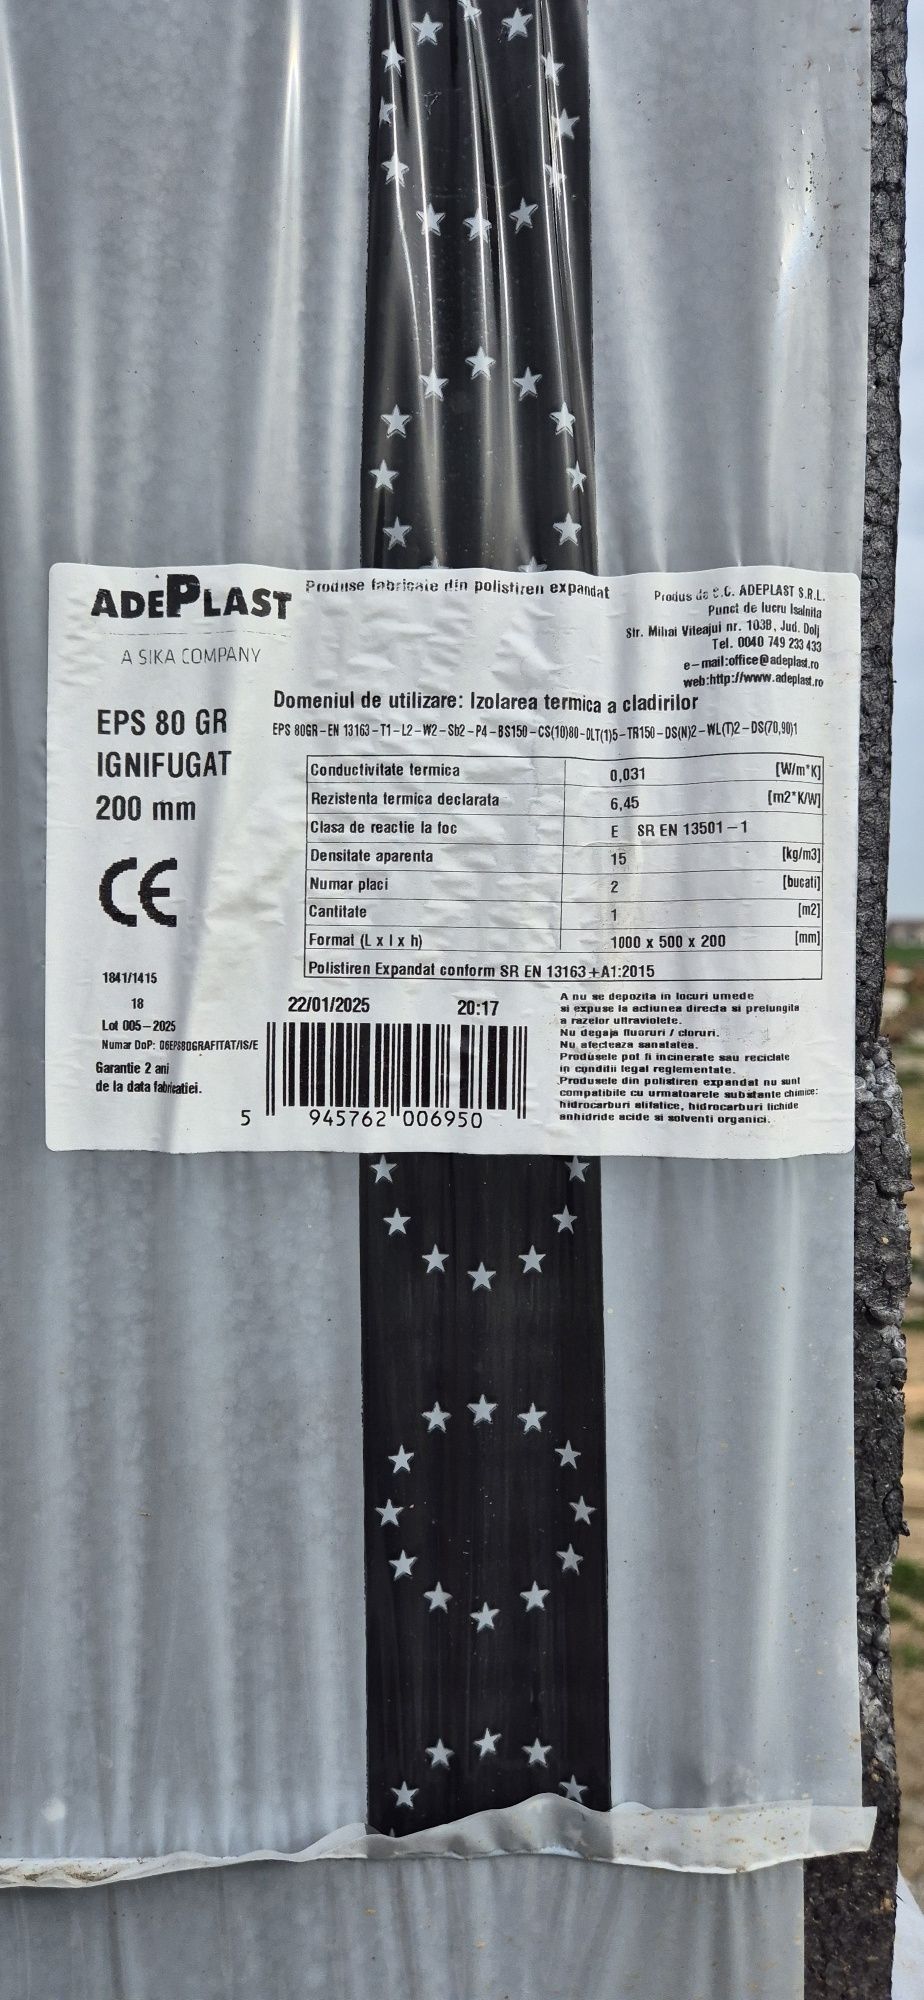 ADEPLAST
A SIKA COMPANY
Produse fabricate din polistiren expandat
Produs de S.C. ADEPLAST S.R.L.
Punct de lucru Isalnita
Str. Mihai Viteajul nr. 103B, Jud. Dolj
Tel. 0040 749 233 433
e-mail:office@adeplast.ro
web:http://www.adeplast.ro
EPS 80 GR
IGNIFUGAT
200 mm
CE
1841/1415
18
Lot 005-2025
Numar DoP: 06EPS80GRAFITAT/IS/E
Garantie 2 ani
de la data fabricatiei.
Domeniul de utilizare: Izolarea termica a cladirilor
EPS 80GR-EN 13163-T1-L2-W2-Sb2-P4-BS150-CS(10)80-DLT(1)5-TR150-DS(N)2-WL(T)2-DS(70,90)1
Conductivitate termica 0,031 [W/m*K]
Rezistenta termica declarata 6,45 [m2*K/W]
Clasa de reactie la foc E SR EN 13501-1
Densitate aparenta 15 [kg/m3]
Numar placi 2 [bucati]
Cantitate 1 [m2]
Format (L x l x h) 1000 x 500 x 200 [mm]
Polistiren Expandat conform SR EN 13163+A1:2015
22/01/2025 20:17
5 945762 006950
A nu se depozita in locuri umede
si expuse la actiunea directa si prelungita
a razelor ultraviolete.
Nu degaja fluoruri / cloruri.
Nu afecteaza sanatatea.
Produsele pot fi incinerate sau reciclate
in conditii legal reglementate.
Produsele din polistiren expandat nu sunt
compatibile cu urmatoarele substante chimice:
hidrocarburi alifatice, hidrocarburi lichide
anhidride acide si solventi organici.